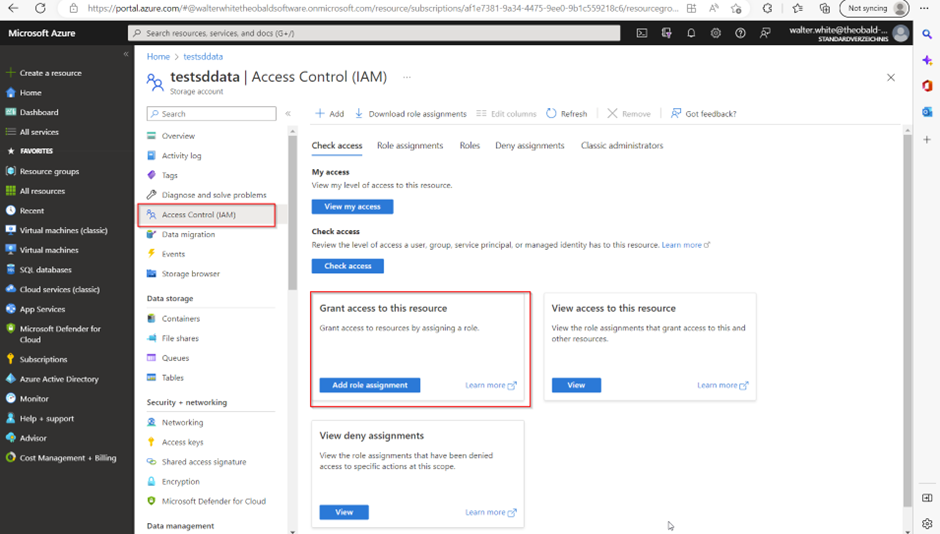 https://portal.azure.com/#@walterwhitetheobaldsoftware.onmicrosoft.com/resource/subscriptions/af1e7381-9a34-4475-9ee0-9b1c559218c6/resourcegro...
Not syncing
Microsoft Azure
Search resources, services, and docs (G+/)
walter.white@theobald-...
STANDARDVERZEICHNIS
Create a resource
Home
Dashboard
All services
FAVORITES
Resource groups
All resources
Recent
Virtual machines (classic)
Virtual machines
SQL databases
Cloud services (classic)
App Services
Microsoft Defender for
Cloud
Subscriptions
Azure Active Directory
Monitor
Help + support
Advisor
Cost Management + Billing
Home > testsddata
testsddata | Access Control (IAM) ...
Storage account
Search
Overview
Activity log
Tags
Diagnose and solve problems
Access Control (IAM)
Data migration
Events
Storage browser
Data storage
Containers
File shares
Queues
Tables
Security + networking
Networking
Access keys
Shared access signature
Encryption
Microsoft Defender for Cloud
Data management
Add Download role assignments Edit columns Refresh Remove Got feedback?
Check access Role assignments Roles Deny assignments Classic administrators
My access
View my level of access to this resource.
View my access
Check access
Review the level of access a user, group, service principal, or managed identity has to this resource. Learn more
Check access
Grant access to this resource
Grant access to resources by assigning a role.
Add role assignment Learn more
View access to this resource
View the role assignments that grant access to this and
other resources.
View Learn more
View deny assignments
View the role assignments that have been denied
access to specific actions at this scope.
View Learn more